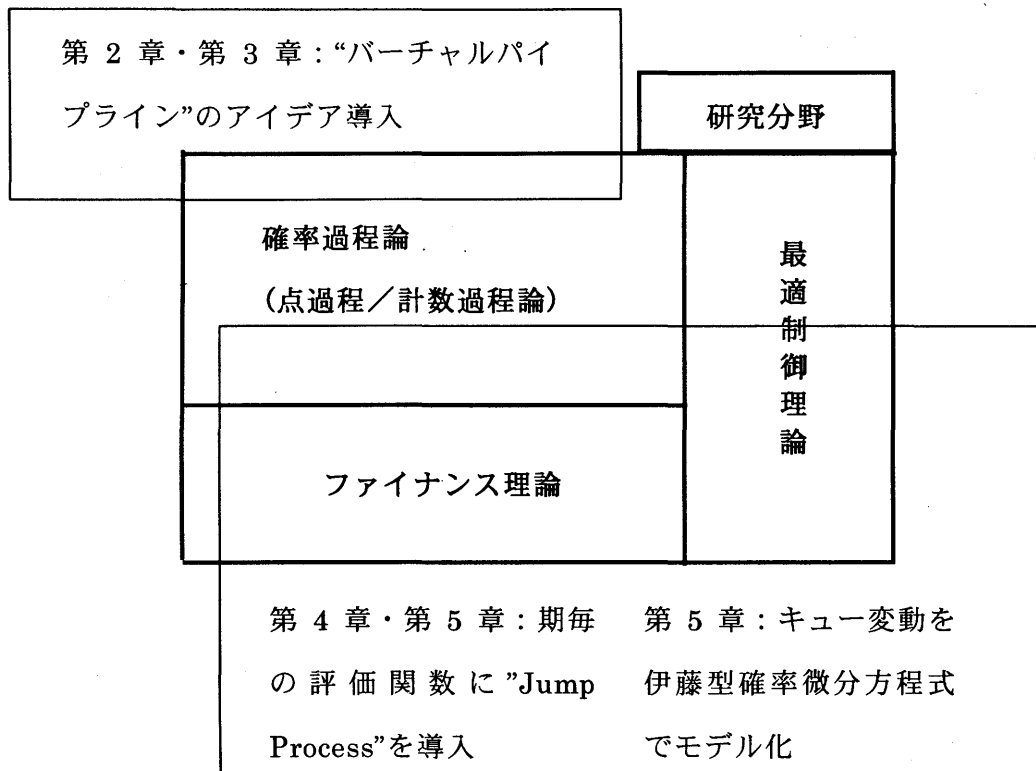 第 2 章・第 3 章：“バーチャルパイ
プライン”のアイデア導入
研究分野
確率過程論
(点過程／計数過程論)
最適制御理論
ファイナンス理論
第 4 章・第 5 章：期毎
の評価関数に”Jump
Process”を導入
第 5 章：キュー変動を
伊藤型確率微分方程式
でモデル化